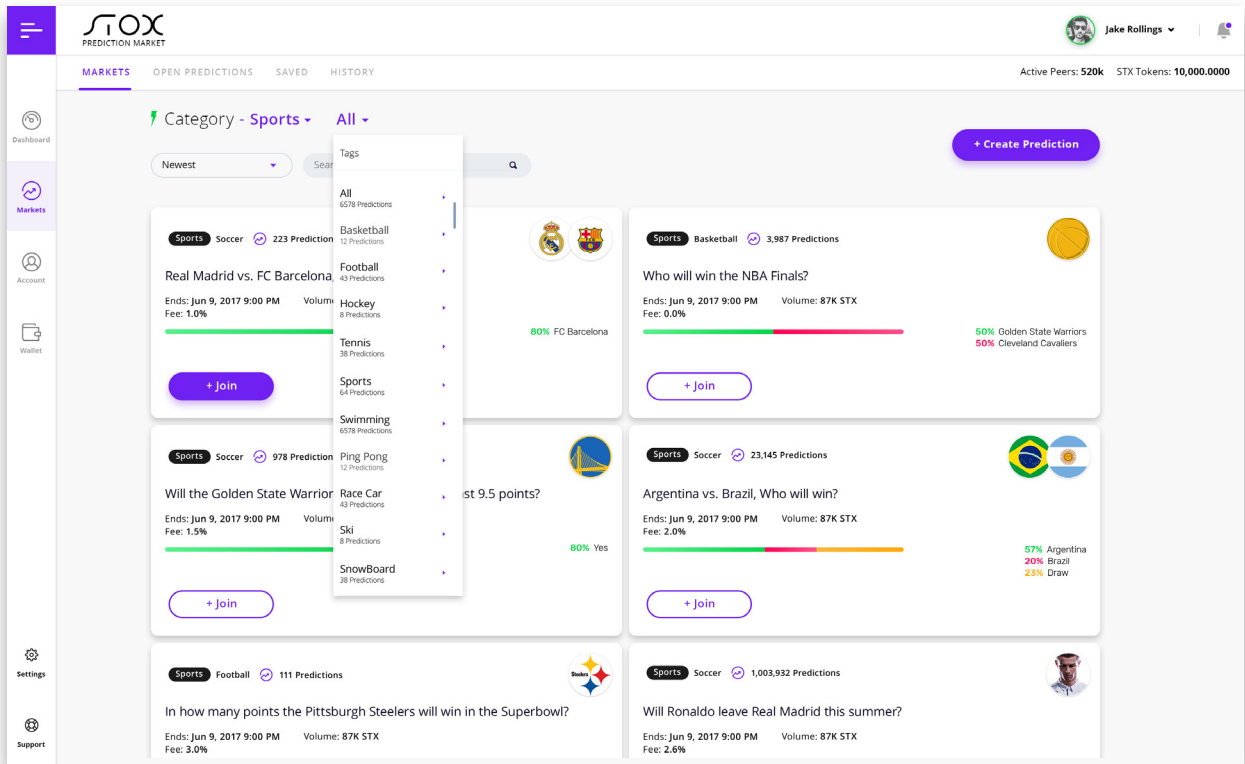 STOX
PREDICTION MARKET
Jake Rollings
MARKETS OPEN PREDICTIONS SAVED HISTORY
Active Peers: 520k STX Tokens: 10,000.0000
Dashboard
Markets
Account
Wallet
Settings
Support
Category - Sports All
+ Create Prediction
Newest
Sear
Tags
All
6578 Predictions
Basketball
12 Predictions
Football
43 Predictions
Hockey
8 Predictions
Tennis
38 Predictions
Sports
64 Predictions
Swimming
6578 Predictions
Ping Pong
12 Predictions
Race Car
43 Predictions
Ski
8 Predictions
SnowBoard
38 Predictions
Sports Soccer 223 Prediction
Real Madrid vs. FC Barcelona,
Ends: Jun 9, 2017 9:00 PM Volum
Fee: 1.0%
80% FC Barcelona
+ Join
Sports Basketball 3,987 Predictions
Who will win the NBA Finals?
Ends: Jun 9, 2017 9:00 PM Volume: 87K STX
Fee: 0.0%
50% Golden State Warriors
50% Cleveland Cavaliers
+ Join
Sports Soccer 978 Prediction
Will the Golden State Warrior st 9.5 points?
Ends: Jun 9, 2017 9:00 PM Volum
Fee: 1.5%
80% Yes
+ Join
Sports Soccer 23,145 Predictions
Argentina vs. Brazil, Who will win?
Ends: Jun 9, 2017 9:00 PM Volume: 87K STX
Fee: 2.0%
57% Argentina
20% Brazil
23% Draw
+ Join
Sports Football 111 Predictions
Steelers
In how many points the Pittsburgh Steelers will win in the Superbowl?
Ends: Jun 9, 2017 9:00 PM Volume: 87K STX
Fee: 3.0%
Sports Soccer 1,003,932 Predictions
Will Ronaldo leave Real Madrid this summer?
Ends: Jun 9, 2017 9:00 PM Volume: 87K STX
Fee: 2.6%